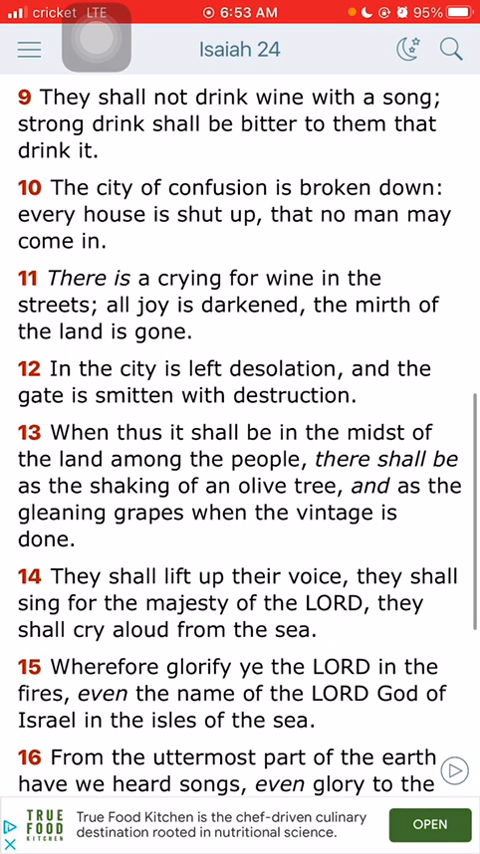 cricket LTE 6:53 AM 95%
Isaiah 24
9 They shall not drink wine with a song;
strong drink shall be bitter to them that
drink it.
10 The city of confusion is broken down:
every house is shut up, that no man may
come in.
11 There is a crying for wine in the
streets; all joy is darkened, the mirth of
the land is gone.
12 In the city is left desolation, and the
gate is smitten with destruction.
13 When thus it shall be in the midst of
the land among the people, there shall be
as the shaking of an olive tree, and as the
gleaning grapes when the vintage is
done.
14 They shall lift up their voice, they shall
sing for the majesty of the LORD, they
shall cry aloud from the sea.
15 Wherefore glorify ye the LORD in the
fires, even the name of the LORD God of
Israel in the isles of the sea.
16 From the uttermost part of the earth
have we heard songs, even glory to the
TRUE
FOOD
KITCHEN
True Food Kitchen is the chef-driven culinary
destination rooted in nutritional science.
OPEN